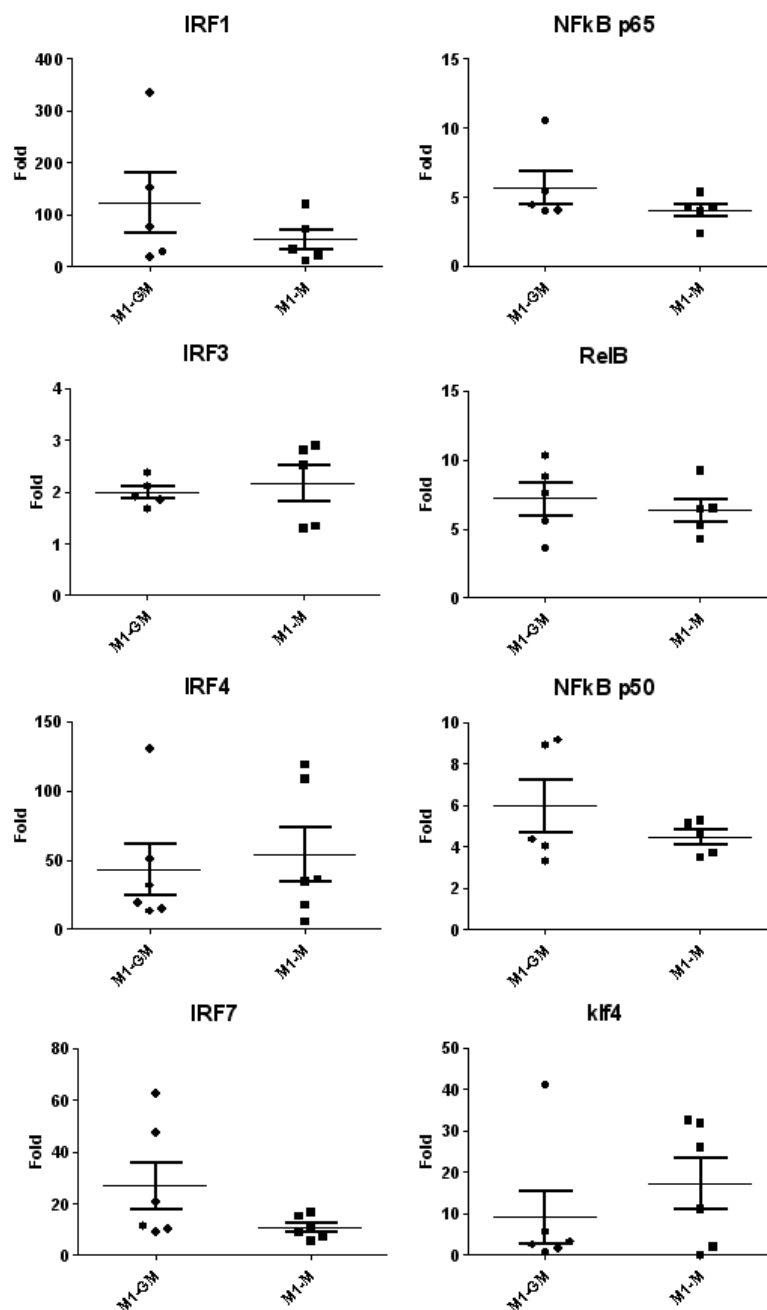 IRF1
400
300
200
100
0
Fold
M1-GM
M1-M
NFkB p65
15
10
5
0
Fold
M1-GM
M1-M
IRF3
4
3
2
1
0
Fold
M1-GM
M1-M
RelB
15
10
5
0
Fold
M1-GM
M1-M
IRF4
150
100
50
0
Fold
M1-GM
M1-M
NFkB p50
10
8
6
4
2
0
Fold
M1-GM
M1-M
IRF7
80
60
40
20
0
Fold
M1-GM
M1-M
klf4
50
40
30
20
10
0
Fold
M1-GM
M1-M